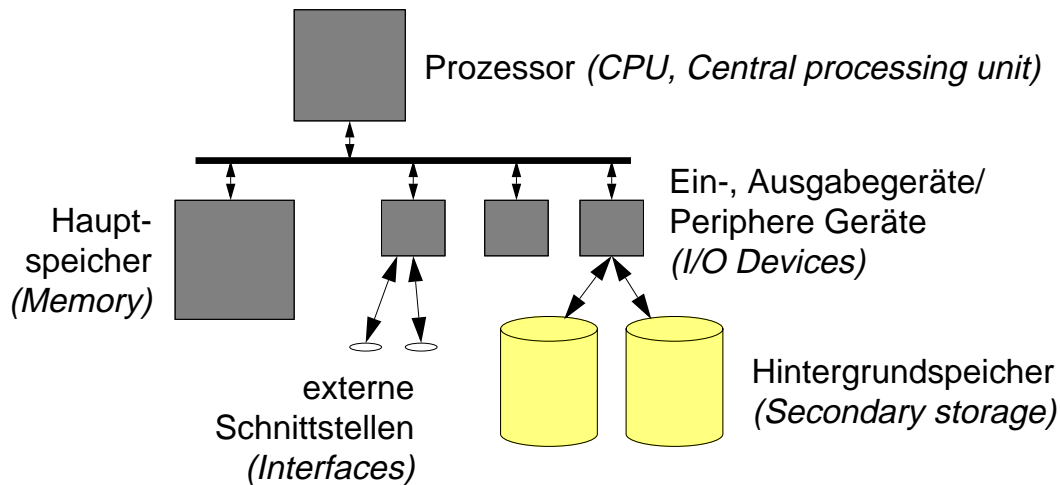 Prozessor (CPU, Central processing unit)
Haupt-
speicher
(Memory)
Ein-, Ausgabegeräte/
Periphere Geräte
(I/O Devices)
externe
Schnittstellen
(Interfaces)
Hintergrundspeicher
(Secondary storage)